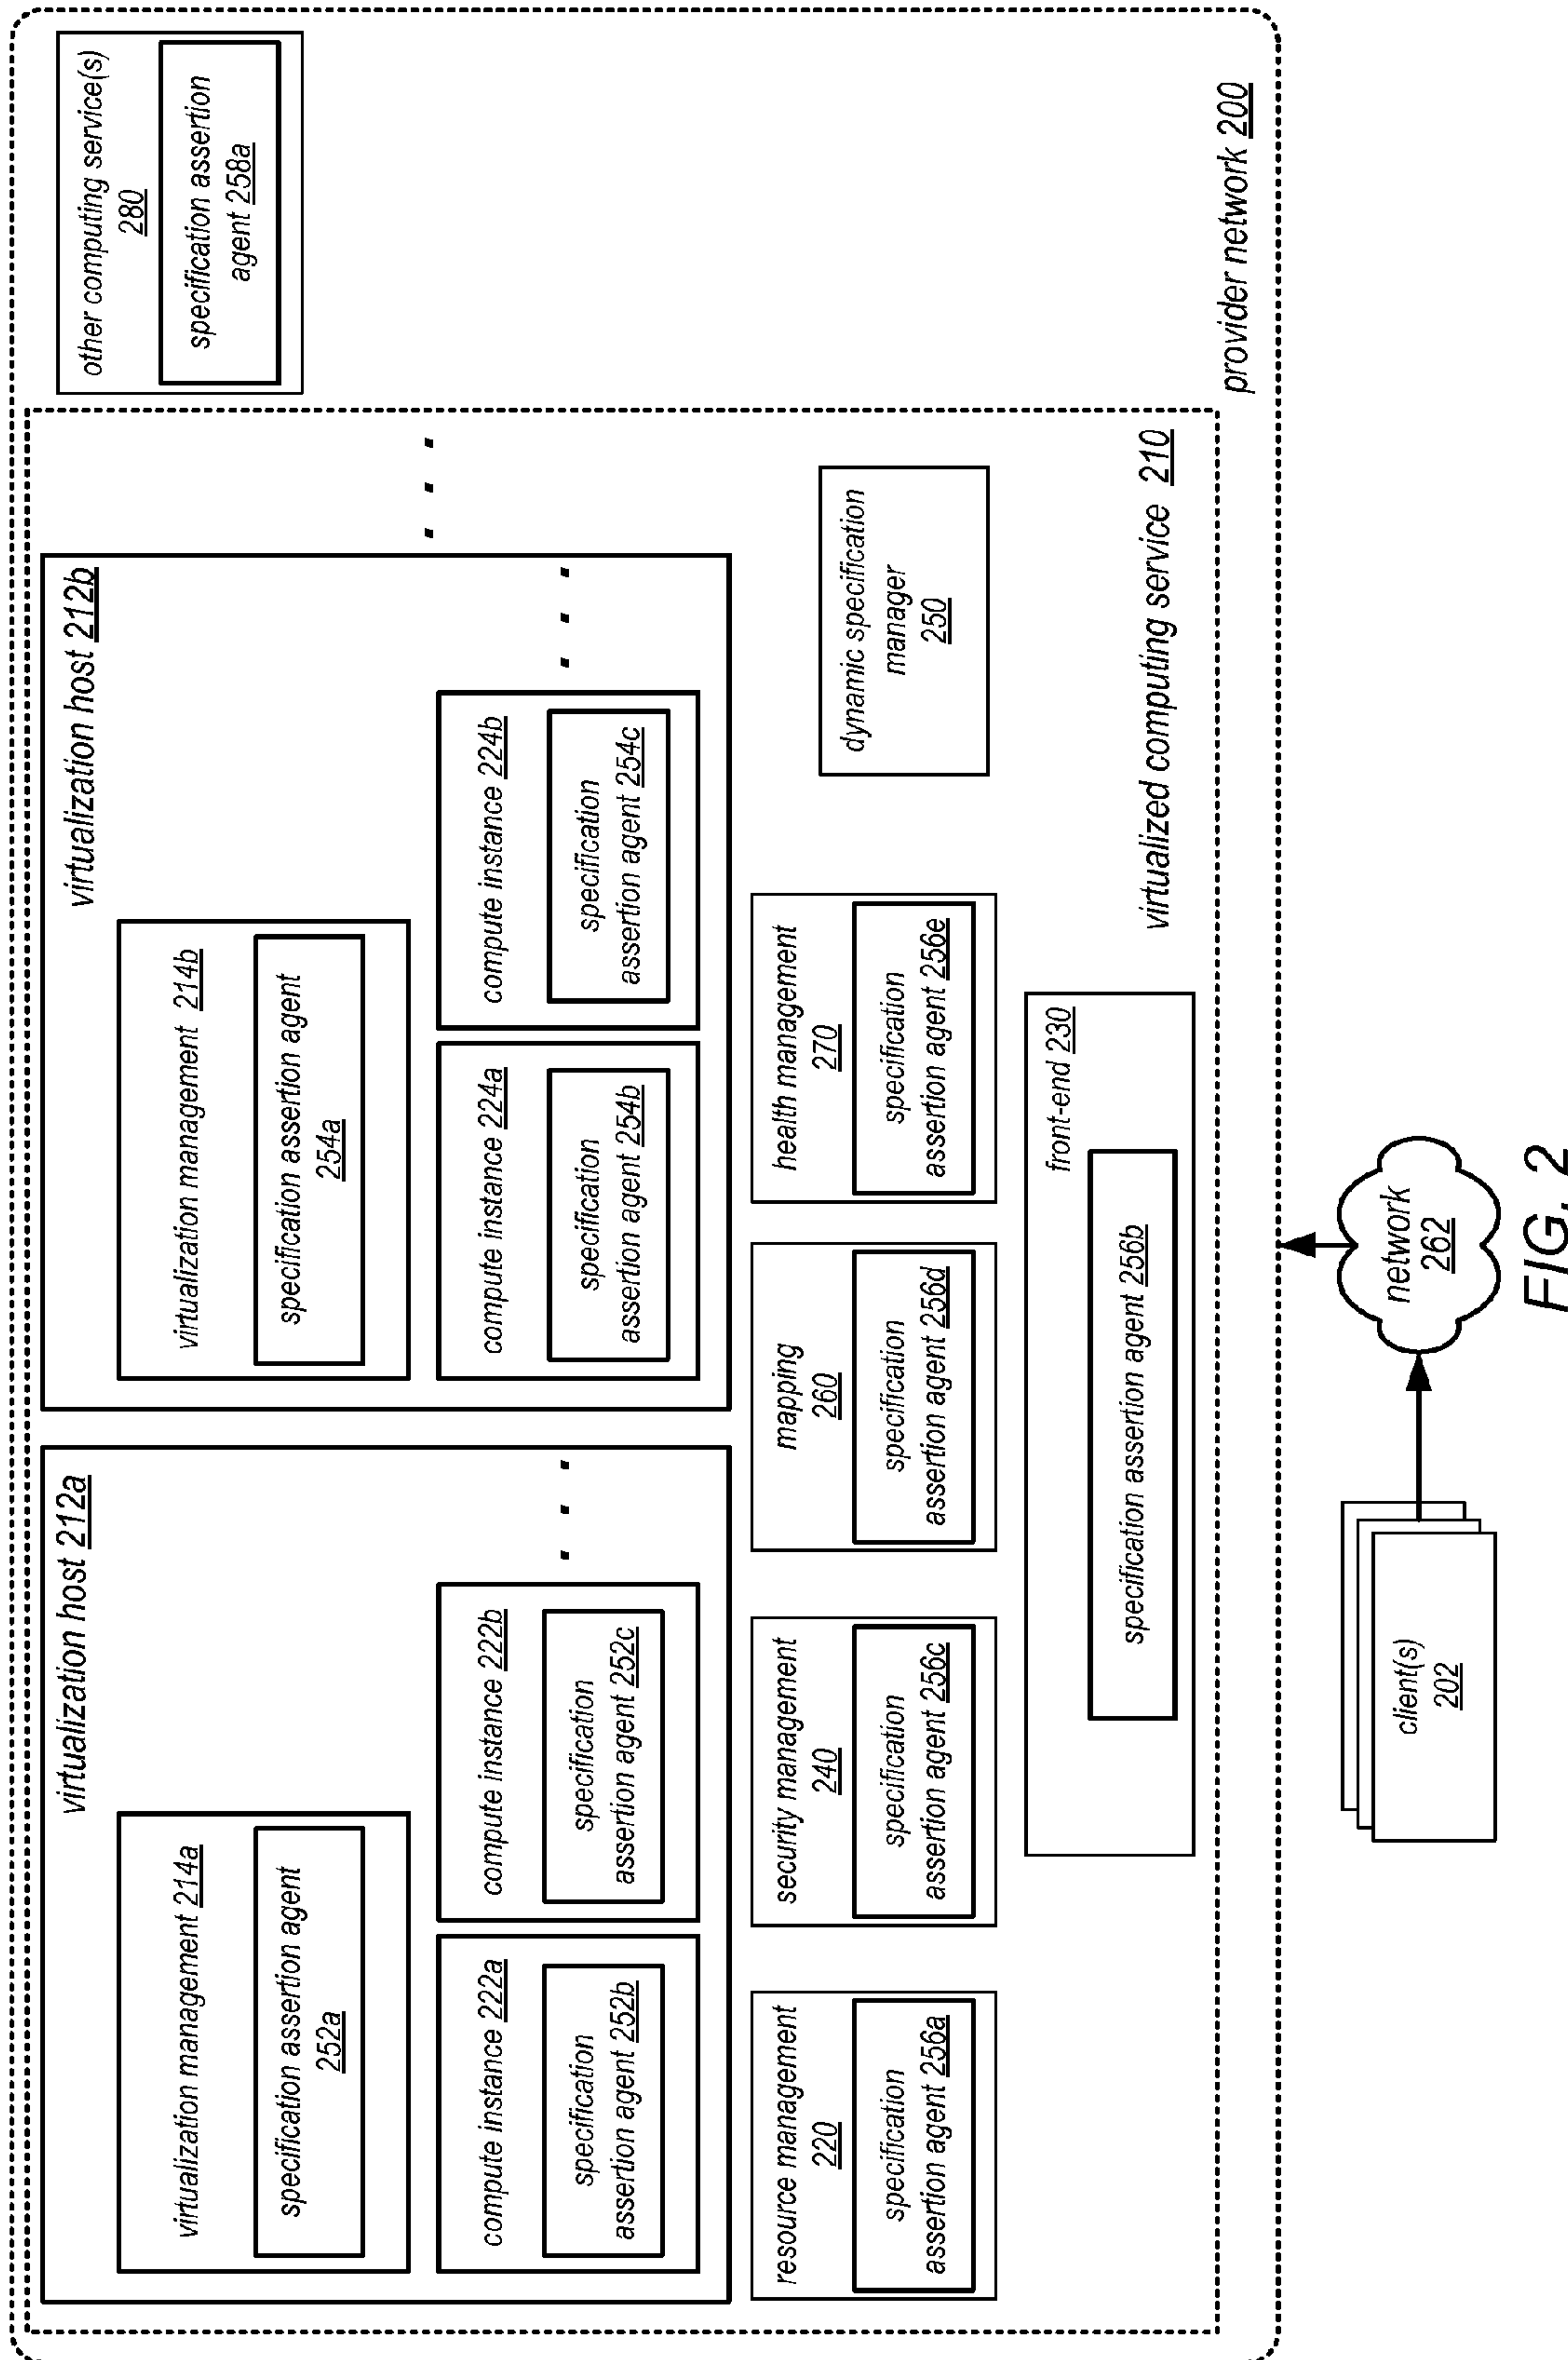 virtualization host 212a
virtualization management 214a
specification assertion agent
252a
compute instance 222a
specification
assertion agent 252b
compute instance 222b
specification
assertion agent 252c
. . .
virtualization host 212b
virtualization management 214b
specification assertion agent
254a
compute instance 224a
specification
assertion agent 254b
compute instance 224b
specification
assertion agent 254c
. . .
. . .
other computing service(s)
280
specification assertion
agent 258a
resource management
220
specification
assertion agent 256a
security management
240
specification
assertion agent 256c
mapping
260
specification
assertion agent 256d
health management
270
specification
assertion agent 256e
dynamic specification
manager
250
front-end 230
specification assertion agent 256b
virtualized computing service 210
provider network 200
client(s)
202
network
262
FIG. 2